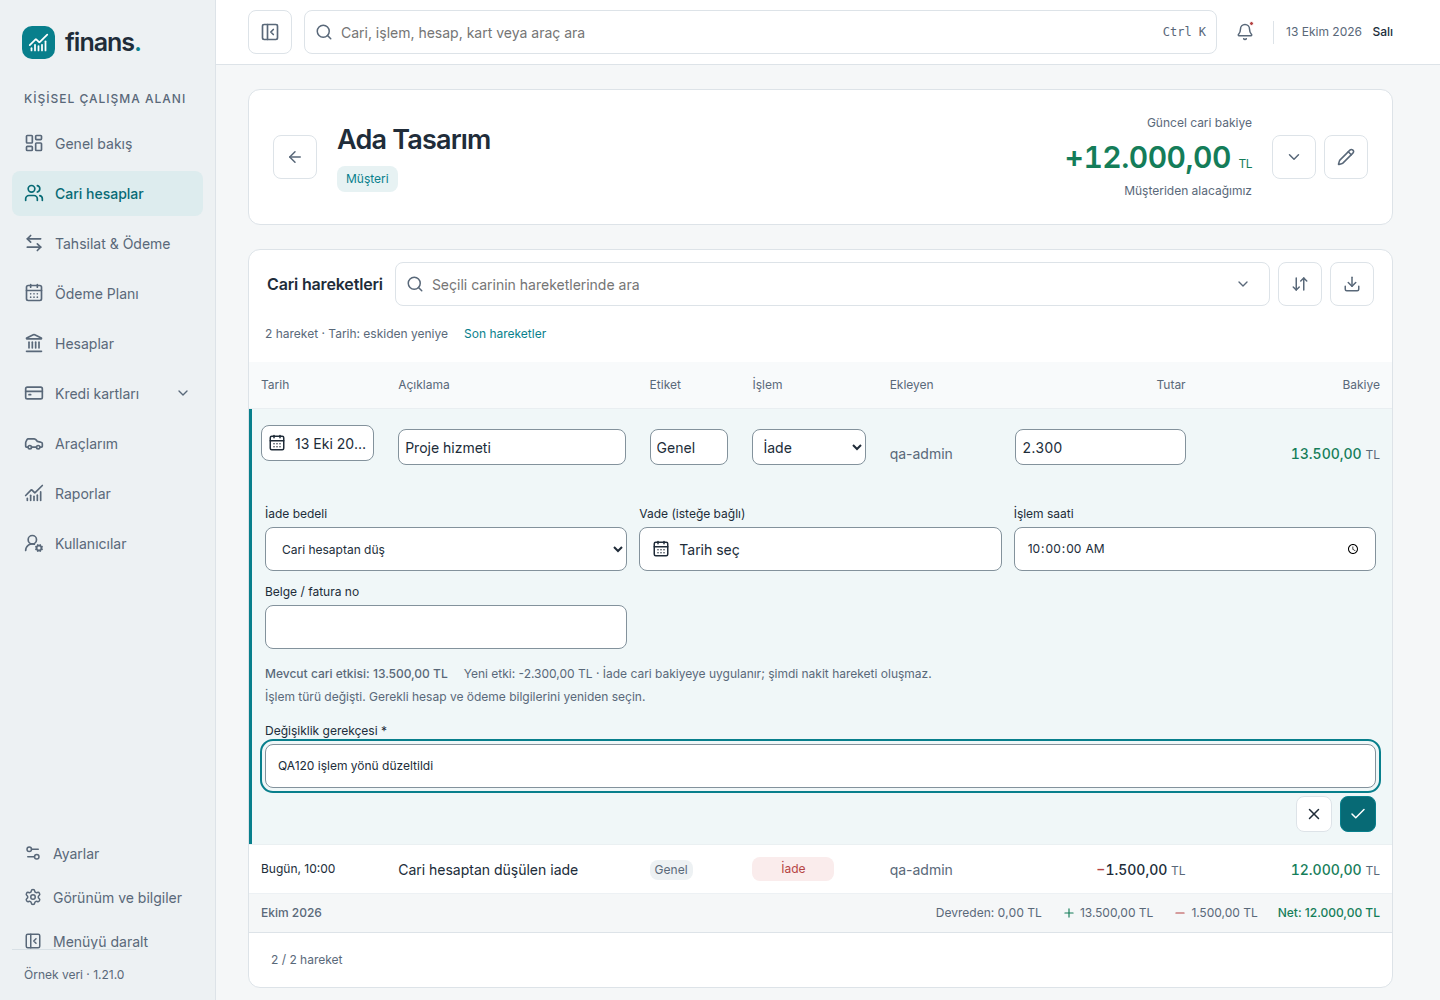 finans.
Cari, işlem, hesap, kart veya araç ara
Ctrl K
13 Ekim 2026 Salı
KİŞİSEL ÇALIŞMA ALANI
Genel bakış
Cari hesaplar
Tahsilat & Ödeme
Ödeme Planı
Hesaplar
Kredi kartları
Araçlarım
Raporlar
Kullanıcılar
Ayarlar
Görünüm ve bilgiler
Menüyü daralt
Örnek veri · 1.21.0
Ada Tasarım
Müşteri
Güncel cari bakiye
+12.000,00 TL
Müşteriden alacağımız
Cari hareketleri
Seçili carinin hareketlerinde ara
2 hareket · Tarih: eskiden yeniye Son hareketler
Tarih Açıklama Etiket İşlem Ekleyen Tutar Bakiye
13 Eki 20... Proje hizmeti Genel İade qa-admin 2.300 13.500,00 TL
İade bedeli Vade (isteğe bağlı) İşlem saati
Cari hesaptan düş Tarih seç 10:00:00 AM
Belge / fatura no
Mevcut cari etkisi: 13.500,00 TL Yeni etki: -2.300,00 TL · İade cari bakiyeye uygulanır; şimdi nakit hareketi oluşmaz.
İşlem türü değişti. Gerekli hesap ve ödeme bilgilerini yeniden seçin.
Değişiklik gerekçesi *
QA120 işlem yönü düzeltildi
Bugün, 10:00 Cari hesaptan düşülen iade Genel İade qa-admin −1.500,00 TL 12.000,00 TL
Ekim 2026 Devreden: 0,00 TL + 13.500,00 TL − 1.500,00 TL Net: 12.000,00 TL
2 / 2 hareket